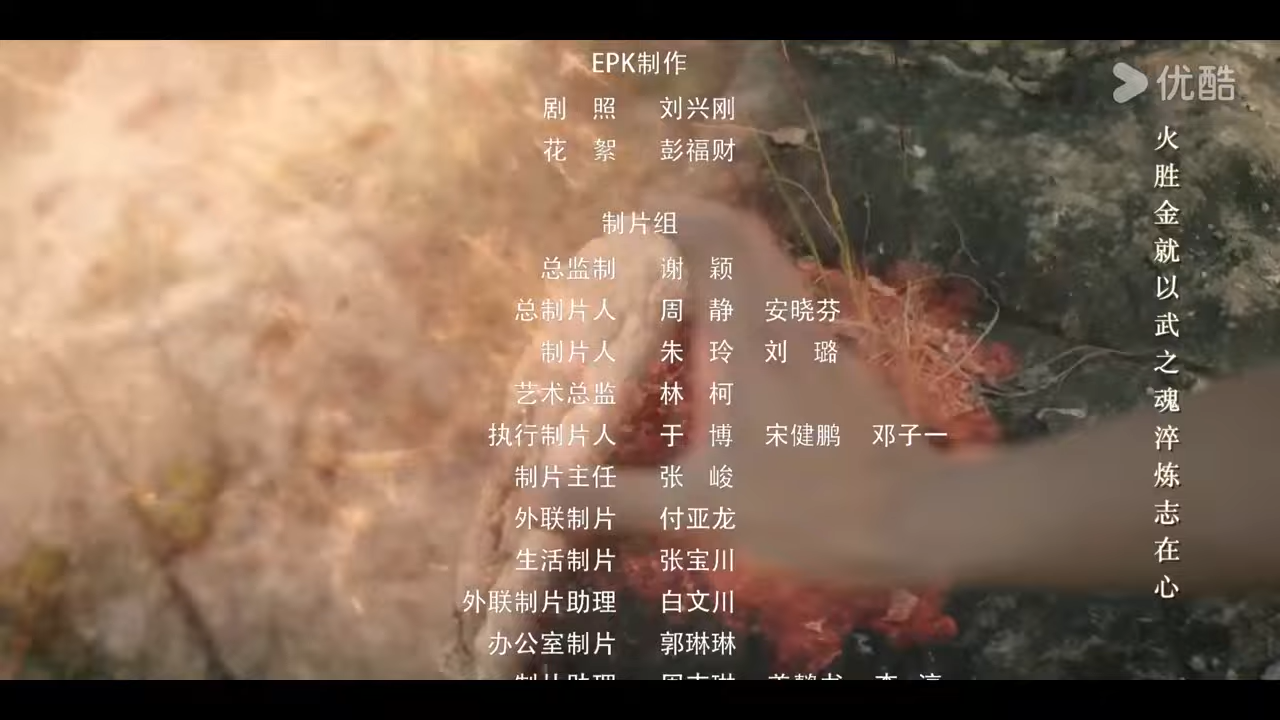 EPK制作
剧 照 刘兴刚
花 絮 彭福财
制片组
总监制 谢 颖
总制片人 周 静 安晓芬
制片人 朱 玲 刘 璐
艺术总监 林 柯
执行制片人 于 博 宋健鹏 邓子一
制片主任 张 峻
外联制片 付亚龙
生活制片 张宝川
外联制片助理 白文川
办公室制片 郭琳琳
制片助理
优酷
火胜金就以武之魂淬炼志在心